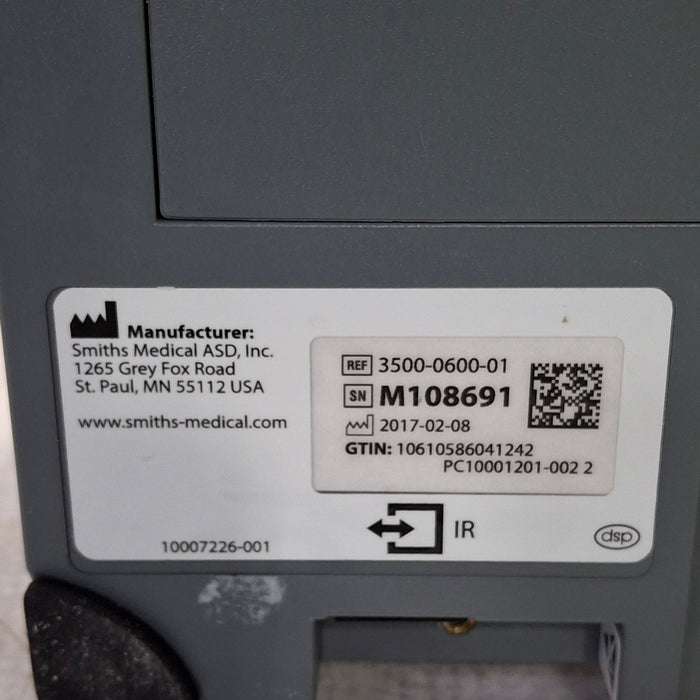 Manufacturer:
Smiths Medical ASD, Inc.
1265 Grey Fox Road
St. Paul, MN 55112 USA
www.smiths-medical.com
10007226-001
REF 3500-0600-01
SN M108691
2017-02-08
GTIN: 10610586041242
PC10001201-002 2
IR
dsp